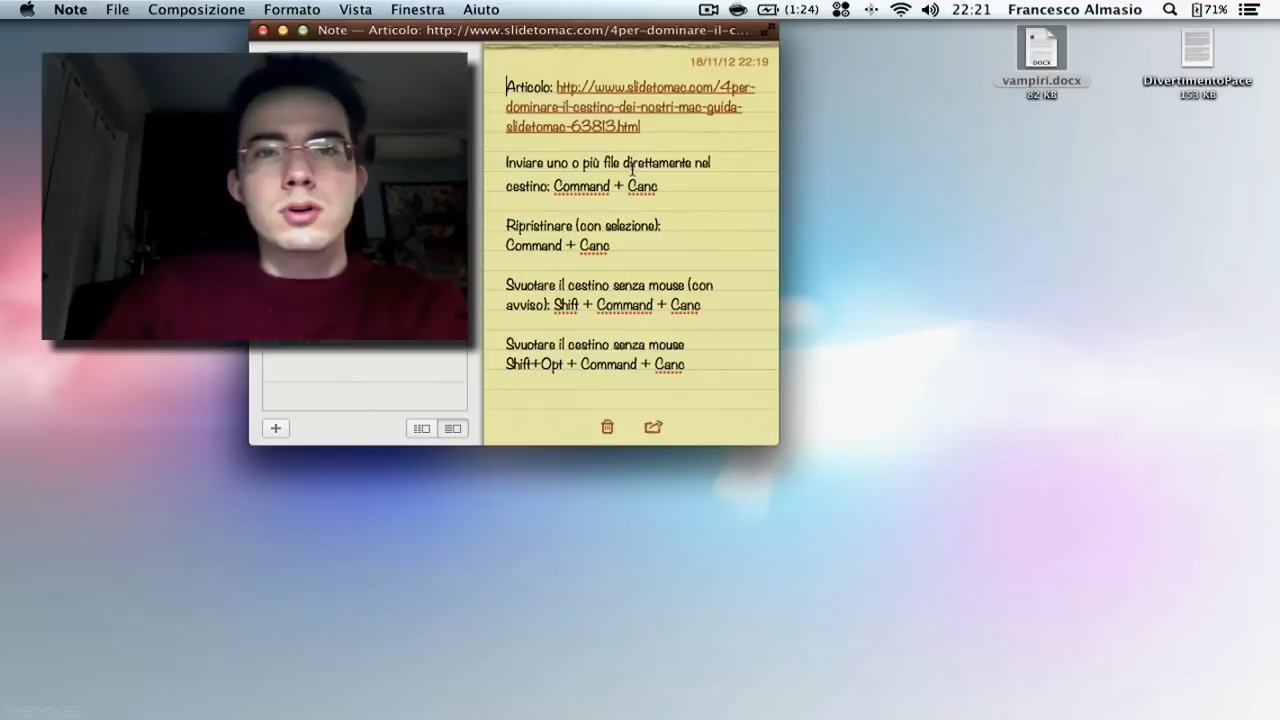 Note File Composizione Formato Vista Finestra Aiuto (1:24) 22:21 Francesco Almasio 71%
Note — Articolo: http://www.slidetomac.com/4per-dominare-il-c...
18/11/12 22:19
Articolo: http://www.slidetomac.com/4per-
dominare-il-cestino-dei-nostri-mac-guida-
slidetomac-63813.html
Inviare uno o più file direttamente nel
cestino: Command + Canc
Ripristinare (con selezione):
Command + Canc
Svuotare il cestino senza mouse (con
avviso): Shift + Command + Canc
Svuotare il cestino senza mouse
Shift+Opt + Command + Canc
DOCX
vampiri.docx
82 KB
DivertimentoPace
153 KB